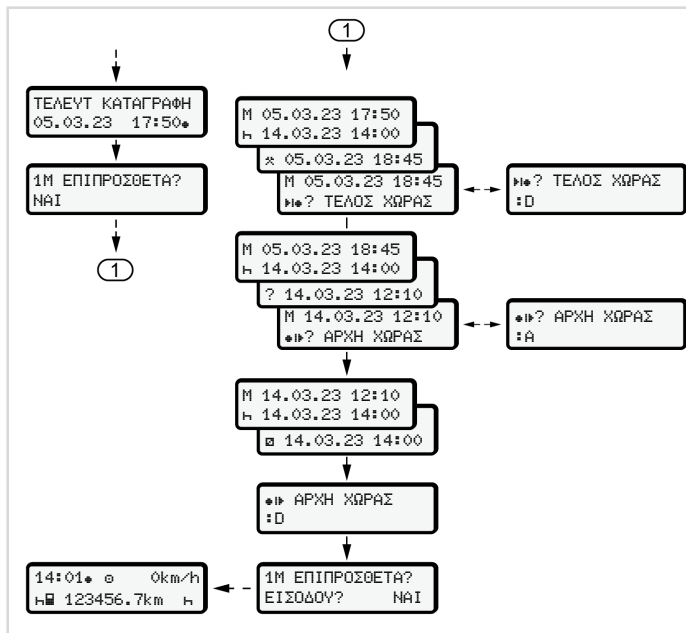 ΤΕΛΕΥΤ ΚΑΤΑΓΡΑΦΗ
05.03.23 17:50
1Μ ΕΠΙΠΡΟΣΘΕΤΑ?
ΝΑΙ
1
1
M 05.03.23 17:50
14.03.23 14:00
05.03.23 18:45
M 05.03.23 18:45
? ΤΕΛΟΣ ΧΩΡΑΣ
? ΤΕΛΟΣ ΧΩΡΑΣ
:D
M 05.03.23 18:45
14.03.23 14:00
? 14.03.23 12:10
M 14.03.23 12:10
? ΑΡΧΗ ΧΩΡΑΣ
? ΑΡΧΗ ΧΩΡΑΣ
:A
M 14.03.23 12:10
14.03.23 14:00
14.03.23 14:00
ΑΡΧΗ ΧΩΡΑΣ
:D
1Μ ΕΠΙΠΡΟΣΘΕΤΑ?
ΕΙΣΟΔΟΥ? ΝΑΙ
14:01 0km/h
123456.7km